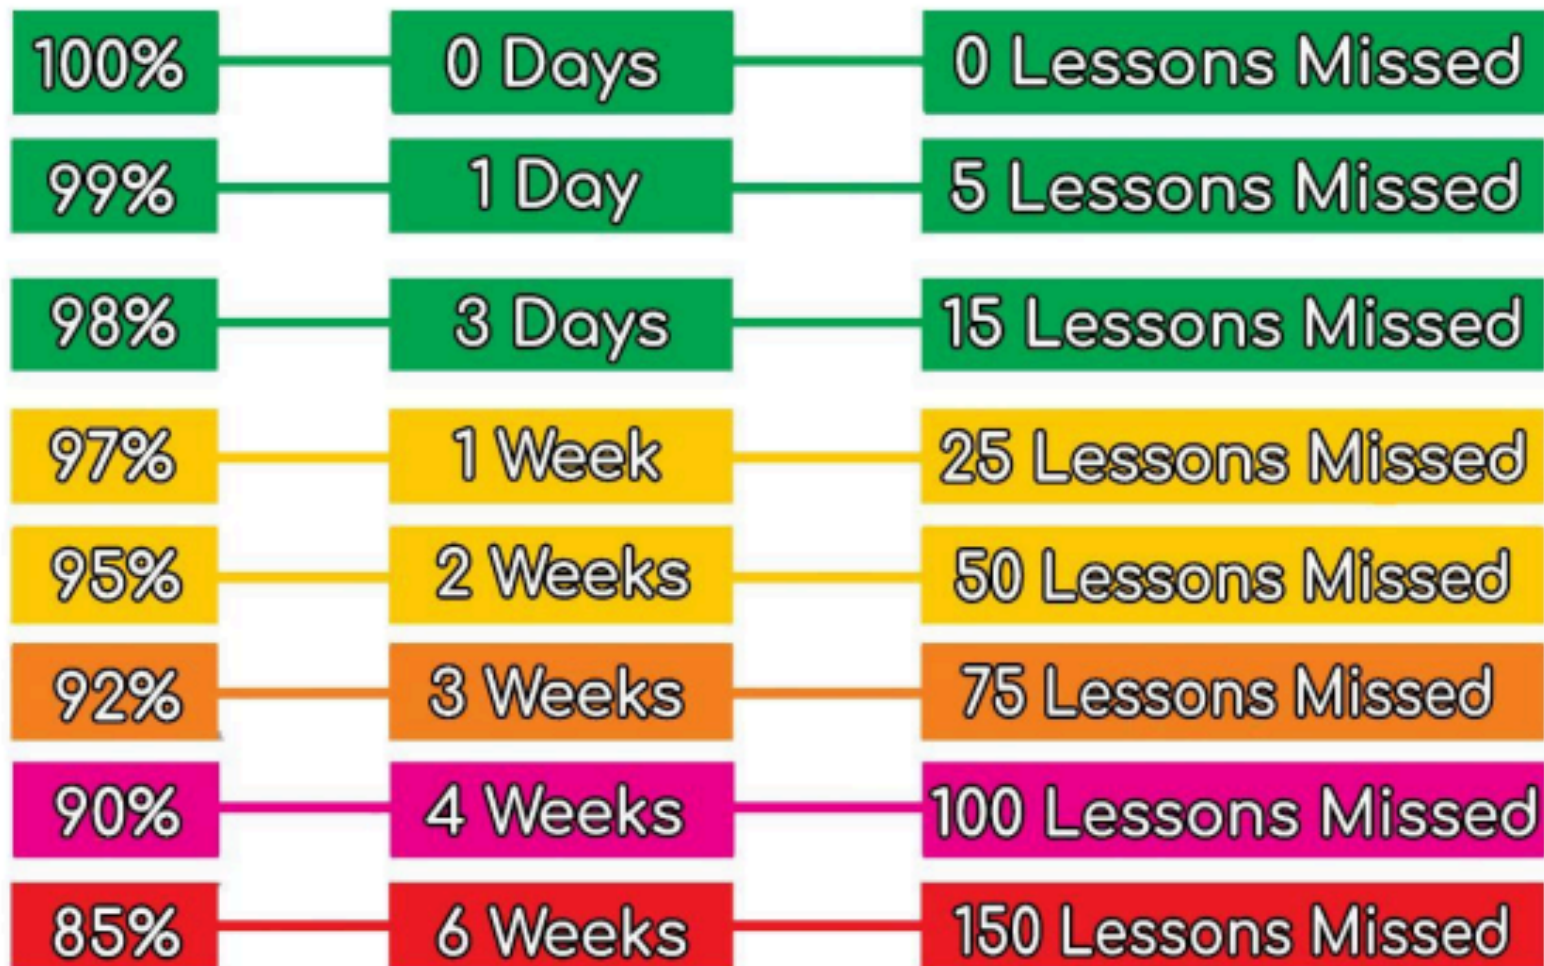 100% 0 Days 0 Lessons Missed
99% 1 Day 5 Lessons Missed
98% 3 Days 15 Lessons Missed
97% 1 Week 25 Lessons Missed
95% 2 Weeks 50 Lessons Missed
92% 3 Weeks 75 Lessons Missed
90% 4 Weeks 100 Lessons Missed
85% 6 Weeks 150 Lessons Missed